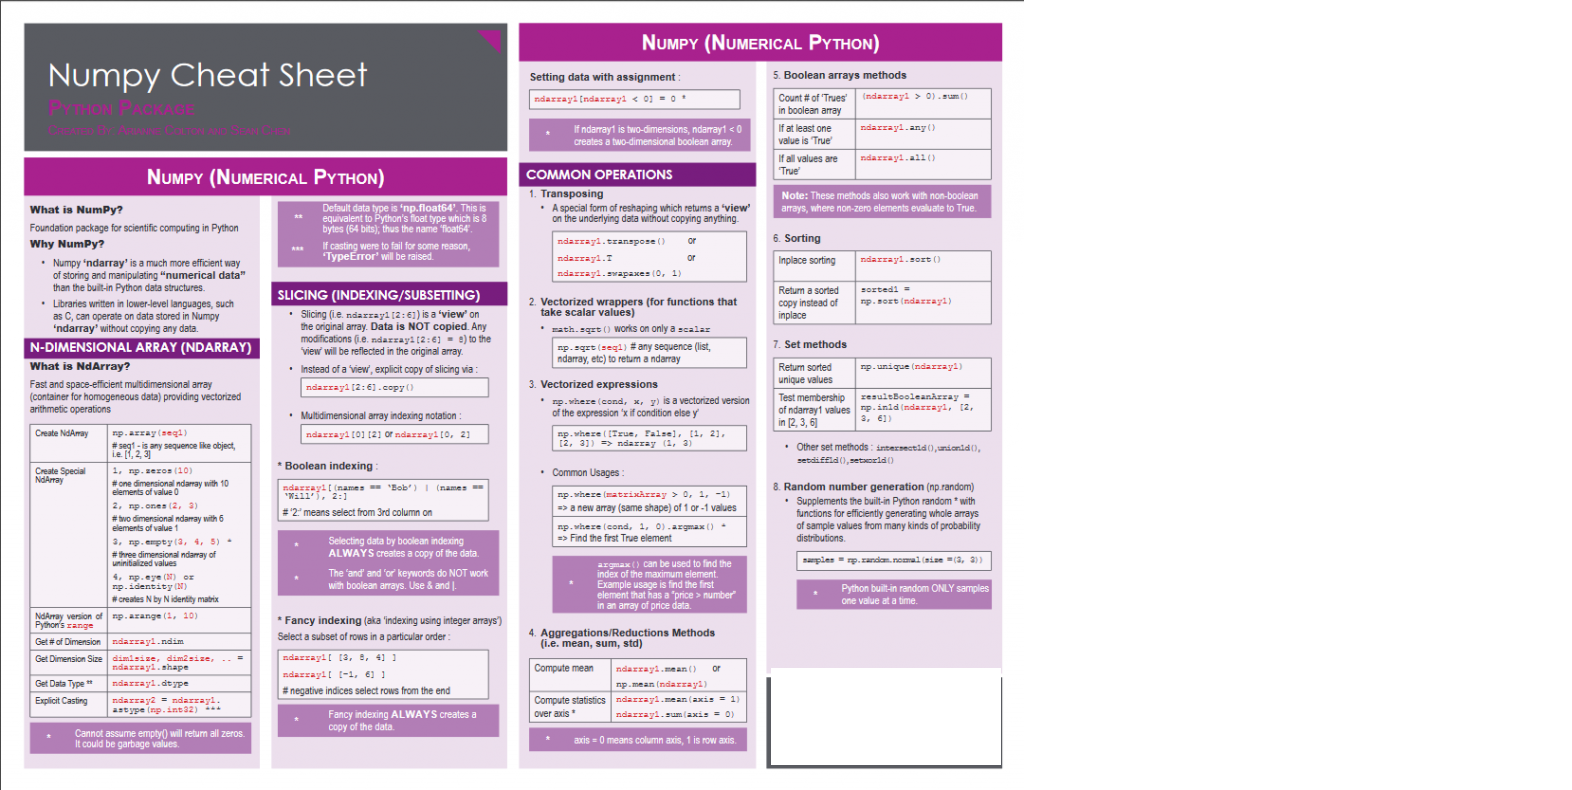 Numpy Cheat Sheet
PYTHON PACKAGE
NUMPY (NUMERICAL PYTHON)
What is NumPy?
Foundation package for scientific computing in Python
Why NumPy?
• Numpy ‘ndarray’ is a much more efficient way
of storing and manipulating “numerical data”
than the built-in Python data structures.
• Libraries written in lower-level languages, such
as C, can operate on data stored in Numpy
‘ndarray’ without copying any data.
N-DIMENSIONAL ARRAY (NDARRAY)
What is NdArray?
Fast and space-efficient multidimensional array
(container for homogeneous data) providing vectorized
arithmetic operations
Create NdArray
np.array(seq1)
# seq1 - is any sequence like object,
i.e. [1, 2, 3]
Create Special
NdArray
1, np.zeros(10)
# one dimensional ndarray with 10
elements of value 0
2, np.ones(2, 3)
# two dimensional ndarray with 6
elements of value 1
3, np.empty(3, 4, 5) *
# three dimensional ndarray of
uninitialized values
4, np.eye(N) or
np.identity(N)
# creates N by N identity matrix
NdArray version of
Python's range
np.arange(1, 10)
Get # of Dimension
ndarray1.ndim
Get Dimension Size
dim1size, dim2size, .. =
ndarray1.shape
Get Data Type **
ndarray1.dtype
Explicit Casting
ndarray2 = ndarray1.
astype(np.int32) ***
* Cannot assume empty() will return all zeros.
It could be garbage values.
** Default data type is ‘np.float64’. This is
equivalent to Python's float type which is 8
bytes (64 bits); thus the name ‘float64’.
*** If casting were to fail for some reason,
‘TypeError’ will be raised.
SLICING (INDEXING/SUBSETTING)
• Slicing (i.e. ndarray1[2:6]) is a ‘view’ on
the original array. Data is NOT copied. Any
modifications (i.e. ndarray1[2:6] = 8) to the
‘view’ will be reflected in the original array.
• Instead of a ‘view’, explicit copy of slicing via :
ndarray1[2:6].copy()
• Multidimensional array indexing notation :
ndarray1[0][2] or ndarray1[0, 2]
* Boolean indexing :
ndarray1[(names == ‘Bob’) | (names ==
‘Will’), 2:]
# ‘2:’ means select from 3rd column on
* Selecting data by boolean indexing
ALWAYS creates a copy of the data.
* The ‘and’ and ‘or’ keywords do NOT work
with boolean arrays. Use & and |.
* Fancy indexing (aka ‘indexing using integer arrays’)
Select a subset of rows in a particular order :
ndarray1[ [3, 8, 4] ]
ndarray1[ [-1, 6] ]
# negative indices select rows from the end
* Fancy indexing ALWAYS creates a
copy of the data.
NUMPY (NUMERICAL PYTHON)
Setting data with assignment :
ndarray1[ndarray1 < 0] = 0 *
* If ndarray1 is two-dimensions, ndarray1 < 0
creates a two-dimensional boolean array.
COMMON OPERATIONS
1. Transposing
• A special form of reshaping which returns a ‘view’
on the underlying data without copying anything.
ndarray1.transpose() or
ndarray1.T or
ndarray1.swapaxes(0, 1)
2. Vectorized wrappers (for functions that
take scalar values)
• math.sqrt() works on only a scalar
np.sqrt(seq1) # any sequence (list,
ndarray, etc) to return a ndarray
3. Vectorized expressions
• np.where(cond, x, y) is a vectorized version
of the expression ‘x if condition else y’
np.where([True, False], [1, 2],
[2, 3]) => ndarray (1, 3)
• Common Usages :
np.where(matrixArray > 0, 1, -1)
=> a new array (same shape) of 1 or -1 values
np.where(cond, 1, 0).argmax() *
=> Find the first True element
* argmax() can be used to find the
index of the maximum element.
Example usage is find the first
element that has a “price > number”
in an array of price data.
4. Aggregations/Reductions Methods
(i.e. mean, sum, std)
Compute mean
ndarray1.mean() or
np.mean(ndarray1)
Compute statistics
over axis *
ndarray1.mean(axis = 1)
ndarray1.sum(axis = 0)
* axis = 0 means column axis, 1 is row axis.
5. Boolean arrays methods
Count # of ‘Trues’
in boolean array
(ndarray1 > 0).sum()
If at least one
value is ‘True’
ndarray1.any()
If all values are
‘True’
ndarray1.all()
Note: These methods also work with non-boolean
arrays, where non-zero elements evaluate to True.
6. Sorting
Inplace sorting
ndarray1.sort()
Return a sorted
copy instead of
inplace
sorted1 =
np.sort(ndarray1)
7. Set methods
Return sorted
unique values
np.unique(ndarray1)
Test membership
of ndarray1 values
in [2, 3, 6]
resultBooleanArray =
np.in1d(ndarray1, [2,
3, 6])
• Other set methods : intersect1d(),union1d(),
setdiff1d(),setxor1d()
8. Random number generation (np.random)
• Supplements the built-in Python random * with
functions for efficiently generating whole arrays
of sample values from many kinds of probability
distributions.
samples = np.random.normal(size =(3, 3))
* Python built-in random ONLY samples
one value at a time.